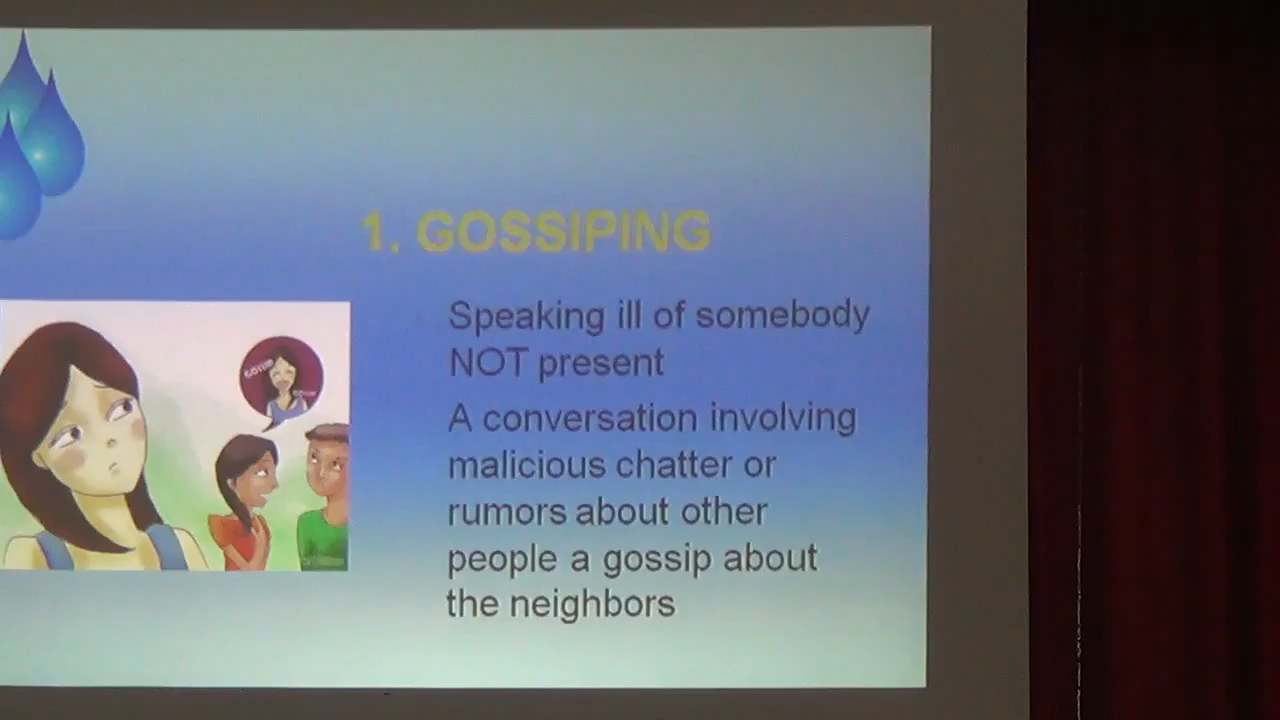 1. GOSSIPING
Speaking ill of somebody
NOT present
A conversation involving
malicious chatter or
rumors about other
people a gossip about
the neighbors
GOSSIP